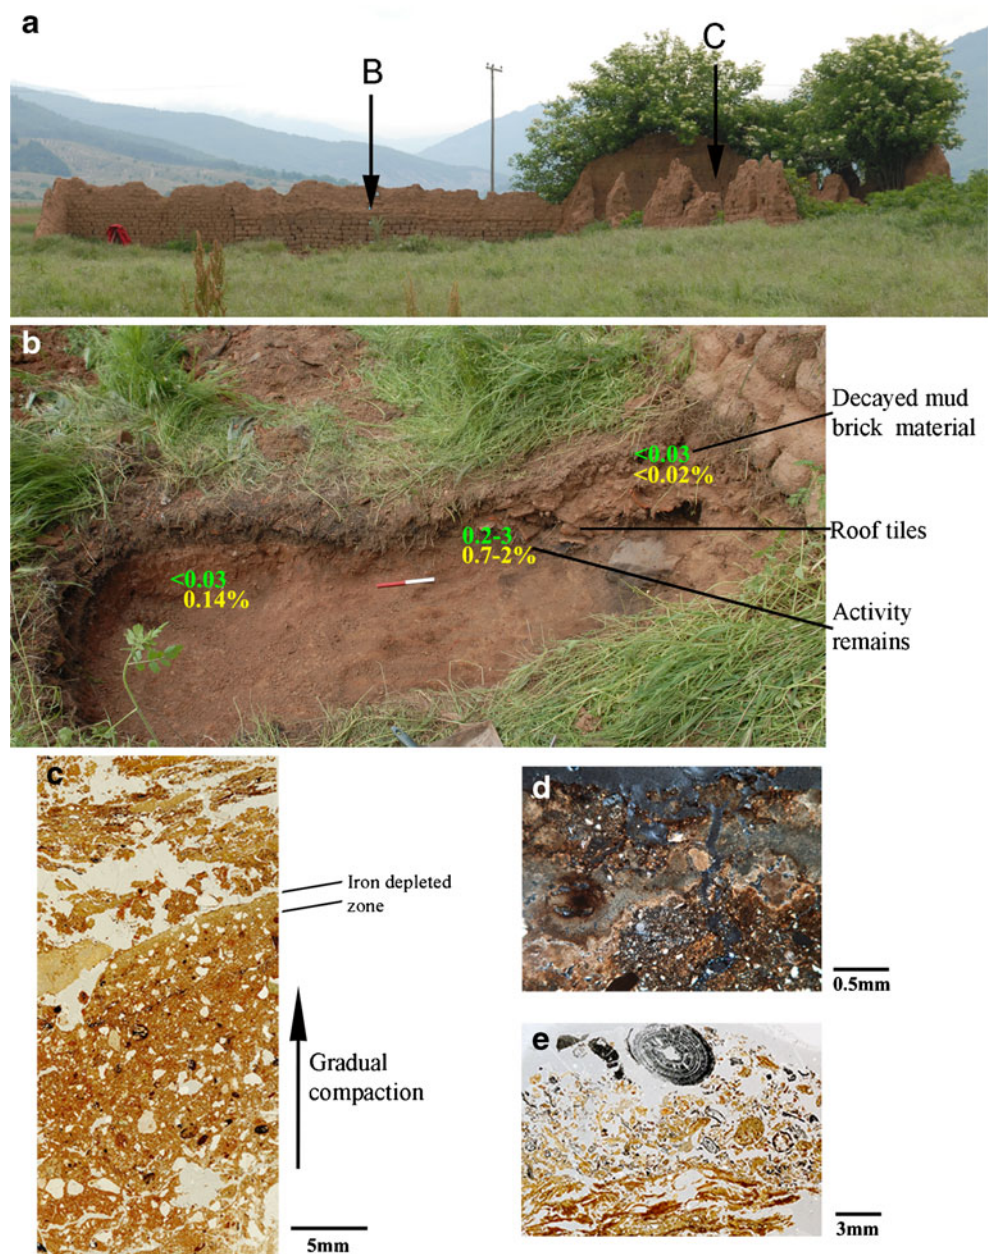 a
B
C
b
Decayed mud
brick material
<0.03
<0.02%
Roof tiles
0.2-3
0.7-2%
<0.03
0.14%
Activity
remains
c
Iron depleted
zone
Gradual
compaction
5mm
d
0.5mm
e
3mm